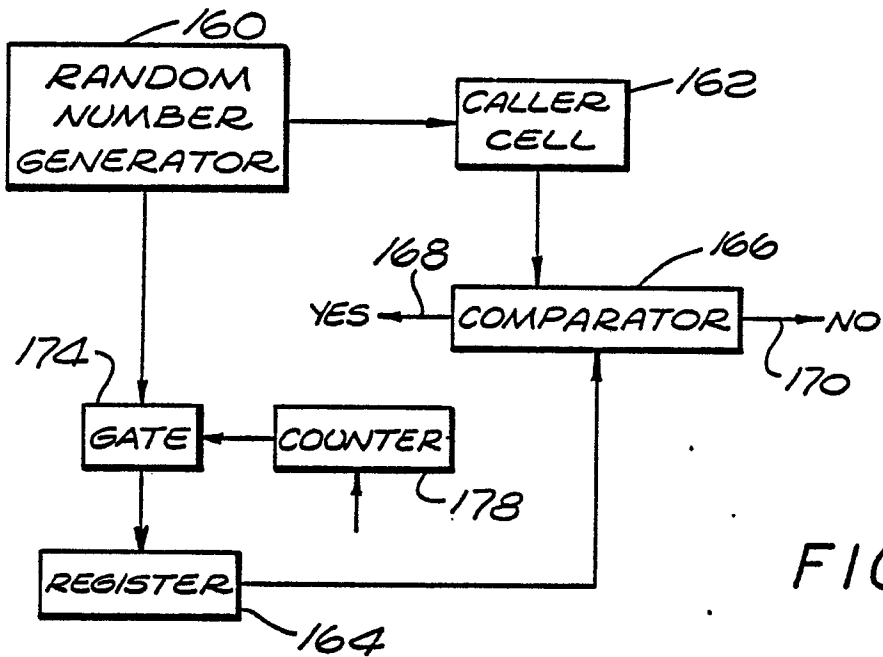 160
RANDOM
NUMBER
GENERATOR
CALLER
CELL
162
168
166
YES
COMPARATOR
NO
170
174
GATE
COUNTER
178
REGISTER
164
FIG